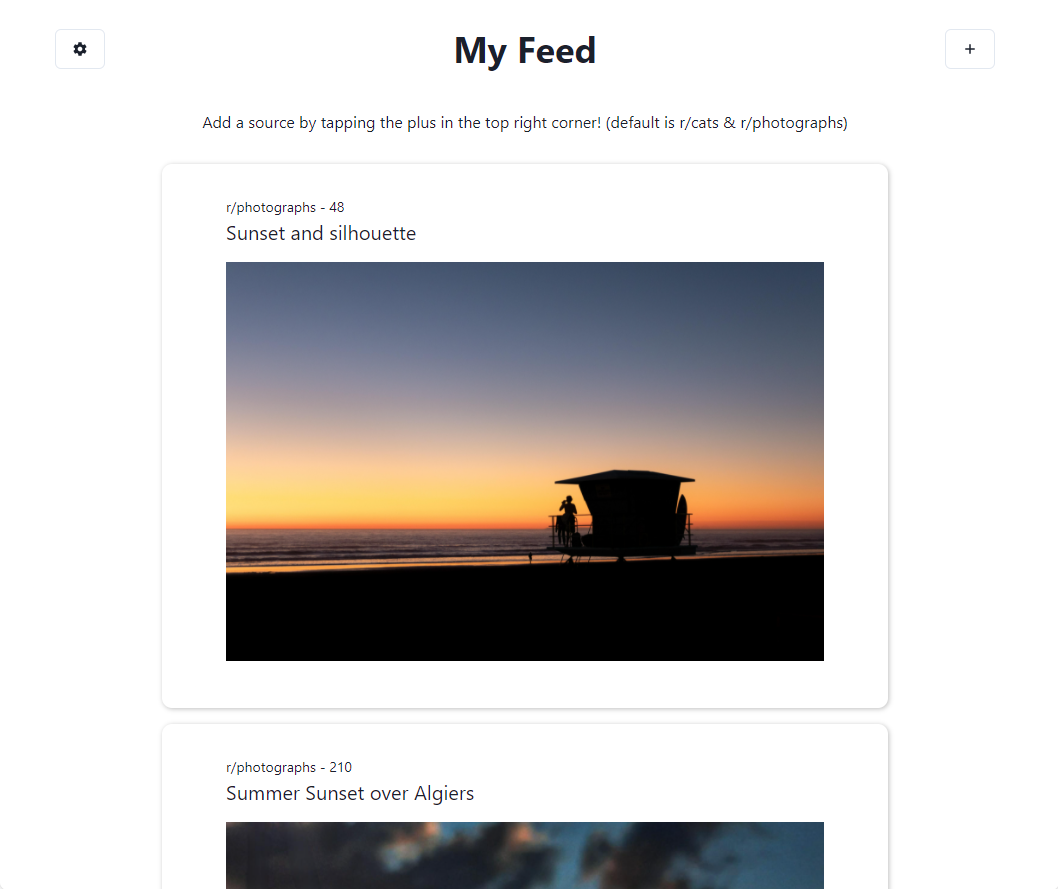 My Feed
Add a source by tapping the plus in the top right corner! (default is r/cats & r/photographs)
r/photographs - 48
Sunset and silhouette
r/photographs - 210
Summer Sunset over Algiers